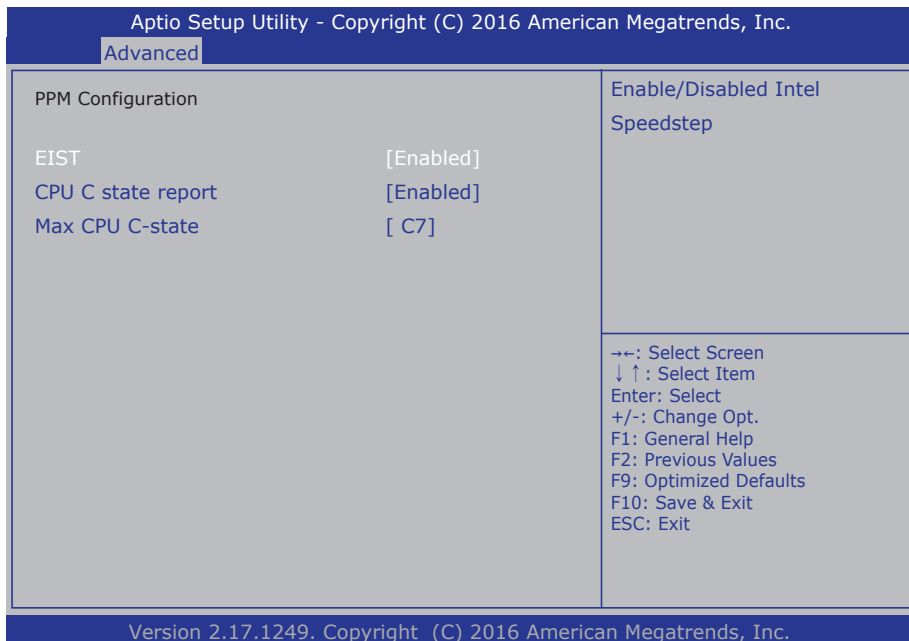 Aptio Setup Utility - Copyright (C) 2016 American Megatrends, Inc.
Advanced
PPM Configuration
EIST [Enabled]
CPU C state report [Enabled]
Max CPU C-state [ C7]
Enable/Disabled Intel
Speedstep
→←: Select Screen
↓↑: Select Item
Enter: Select
+/-: Change Opt.
F1: General Help
F2: Previous Values
F9: Optimized Defaults
F10: Save & Exit
ESC: Exit
Version 2.17.1249. Copyright (C) 2016 American Megatrends, Inc.